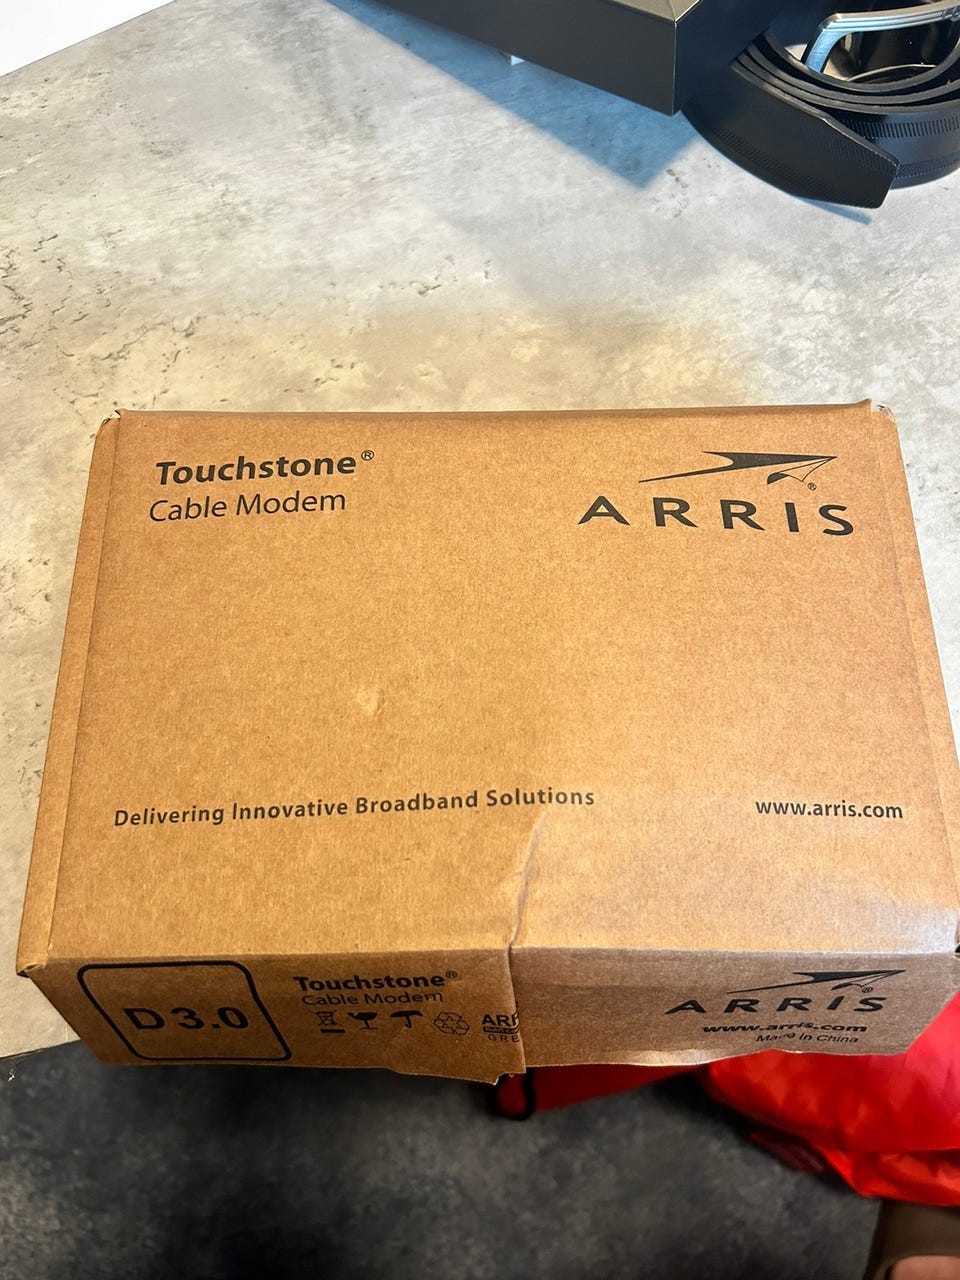 Touchstone®
Cable Modem
ARRIS®
Delivering Innovative Broadband Solutions
www.arris.com
D 3.0
Touchstone®
Cable Modem
ARRIS®
www.arris.com
Made In China